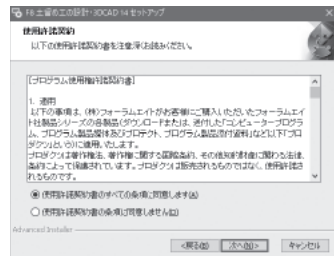 F8 土留め工の設計・3DCAD 14 セットアップ
使用許諾契約
以下の使用許諾契約書を注意深くお読みください。
[プログラム使用権許諾契約書]
1. 適用
以下の事項は、(株)フォーラムエイトがお客様にご購入いただいたフォーラムエイ
ト社製品シリーズの各製品(ダウンロードまたは、送付した「コンピュータープログラ
ム、プログラム製品媒体及びプロテクト、プログラム製品添付資料」など以下「プロ
ダクツ」という)に適用いたします。
プロダクツは著作権法、著作権に関する国際条約、その他知的財産に関わる法律、
条約によって保護されています。プロダクツは販売されるものではなく、使用許諾さ
れるものです。
使用許諾契約書のすべての条項に同意します(A)
使用許諾契約書の条項に同意しません(D)
Advanced Installer
<戻る(B)
次へ(N)>
キャンセル